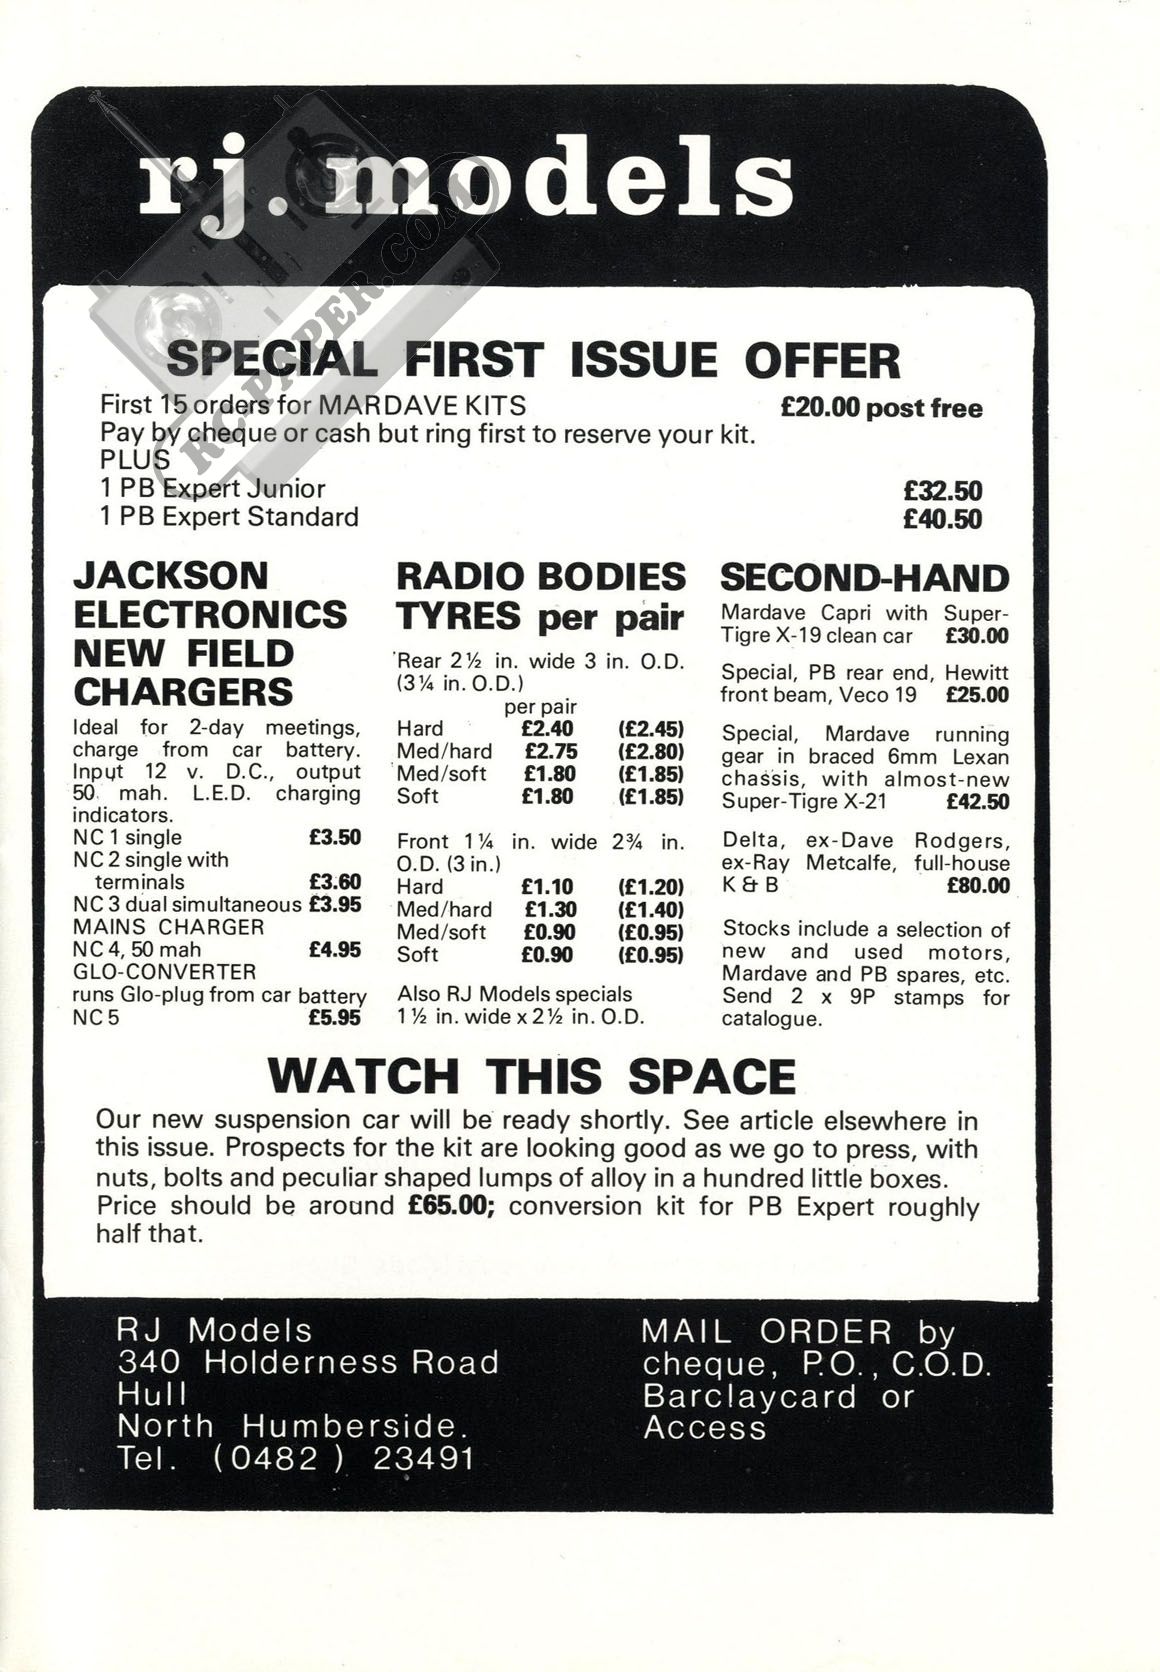 rj.models
RC-PAPER.COM
SPECIAL FIRST ISSUE OFFER
First 15 orders for MARDAVE KITS £20.00 post free
Pay by cheque or cash but ring first to reserve your kit.
PLUS
1 PB Expert Junior £32.50
1 PB Expert Standard £40.50
JACKSON
ELECTRONICS
NEW FIELD
CHARGERS
Ideal for 2-day meetings,
charge from car battery.
Input 12 v. D.C., output
50 mah. L.E.D. charging
indicators.
NC 1 single £3.50
NC 2 single with
terminals £3.60
NC 3 dual simultaneous £3.95
MAINS CHARGER
NC 4, 50 mah £4.95
GLO-CONVERTER
runs Glo-plug from car battery
NC 5 £5.95
RADIO BODIES
TYRES per pair
Rear 2½ in. wide 3 in. O.D.
(3¼ in. O.D.)
per pair
Hard £2.40 (£2.45)
Med/hard £2.75 (£2.80)
Med/soft £1.80 (£1.85)
Soft £1.80 (£1.85)
Front 1¼ in. wide 2¾ in.
O.D. (3 in.)
Hard £1.10 (£1.20)
Med/hard £1.30 (£1.40)
Med/soft £0.90 (£0.95)
Soft £0.90 (£0.95)
Also RJ Models specials
1½ in. wide x 2½ in. O.D.
SECOND-HAND
Mardave Capri with Super-
Tigre X-19 clean car £30.00
Special, PB rear end, Hewitt
front beam, Veco 19 £25.00
Special, Mardave running
gear in braced 6mm Lexan
chassis, with almost-new
Super-Tigre X-21 £42.50
Delta, ex-Dave Rodgers,
ex-Ray Metcalfe, full-house
K & B £80.00
Stocks include a selection of
new and used motors,
Mardave and PB spares, etc.
Send 2 x 9P stamps for
catalogue.
WATCH THIS SPACE
Our new suspension car will be ready shortly. See article elsewhere in
this issue. Prospects for the kit are looking good as we go to press, with
nuts, bolts and peculiar shaped lumps of alloy in a hundred little boxes.
Price should be around £65.00; conversion kit for PB Expert roughly
half that.
RJ Models
340 Holderness Road
Hull
North Humberside.
Tel. (0482) 23491
MAIL ORDER by
cheque, P.O., C.O.D.
Barclaycard or
Access